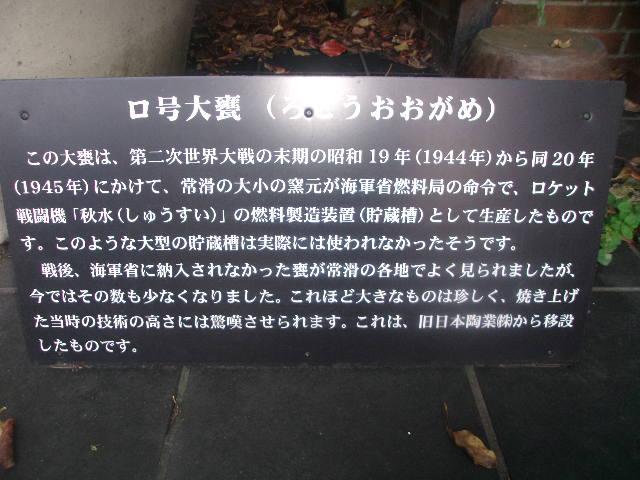 ロ号大甕（ろごうおおがめ）
この大甕は、第二次世界大戦の末期の昭和19年(1944年)から同20年
(1945年)にかけて、常滑の大小の窯元が海軍省燃料局の命令で、ロケット
戦闘機「秋水(しゅうすい)」の燃料製造装置(貯蔵槽)として生産したもので
す。このような大型の貯蔵槽は実際には使われなかったそうです。
戦後、海軍省に納入されなかった甕が常滑の各地でよく見られましたが、
今ではその数も少なくなりました。これほど大きなものは珍しく、焼き上げ
た当時の技術の高さには驚嘆させられます。これは、旧日本陶業㈱から移設
したものです。